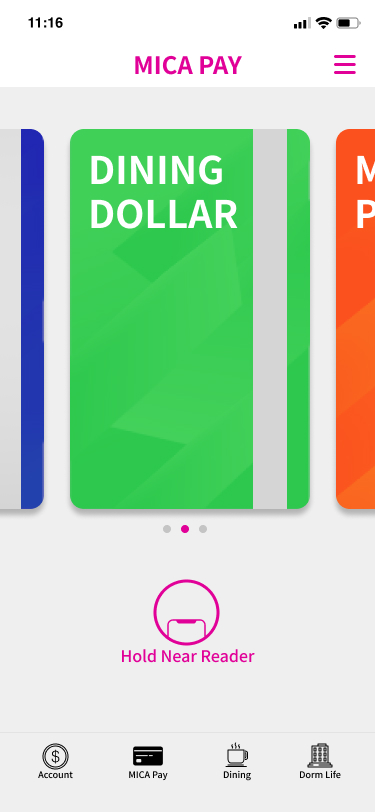 11:16
MICA PAY
DINING
DOLLAR
M
P
$
Hold Near Reader
Account
MICA Pay
Dining
Dorm Life